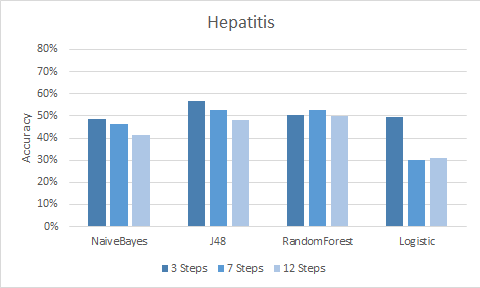 Hepatitis
80%
70%
60%
50%
40%
30%
20%
10%
0%
Accuracy
NaiveBayes J48 RandomForest Logistic
3 Steps 7 Steps 12 Steps